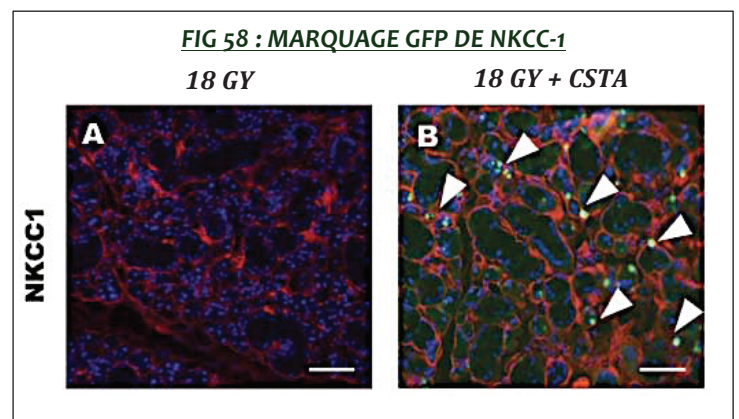 FIG 58 : MARQUAGE GFP DE NKCC-1
18 GY
18 GY + CSTA
A
B
NKCC1